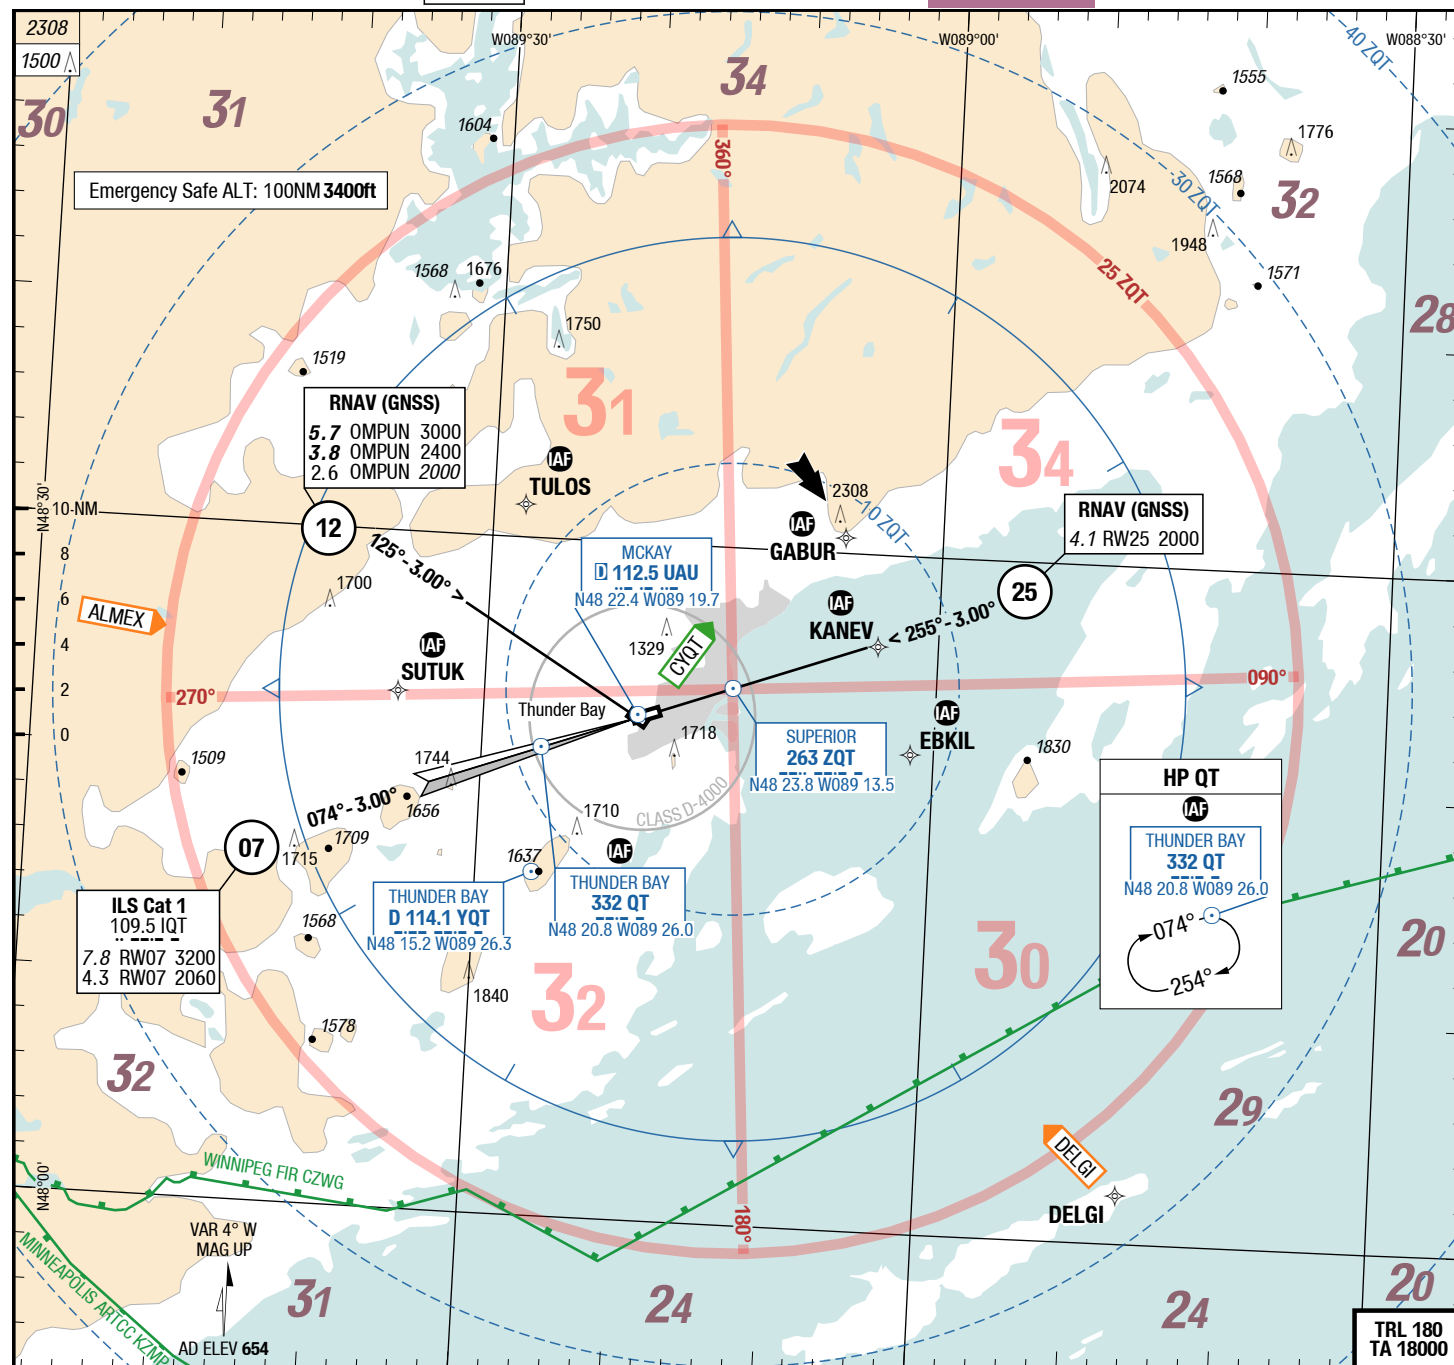 2308
1500
W089°30'
W089°00'
W088°30'
40 ZQT
30
31
34
1604
1555
1776
1568
32
2074
1948
30 ZQT
1571
Emergency Safe ALT: 100NM 3400ft
360°
25 ZQT
28
1568
1676
1750
1519
RNAV (GNSS)
5.7 OMPUN 3000
3.8 OMPUN 2400
2.6 OMPUN 2000
31
34
IAF
TULOS
N48°30'
10-NM
8
6
4
2
0
12
125°-3.00° >
2308
10 ZQT
IAF
GABUR
RNAV (GNSS)
4.1 RW25 2000
25
MCKAY
D 112.5 UAU
N48 22.4 W089 19.7
1700
ALMEX
IAF
SUTUK
1329
CYQT
IAF
KANEV
< 255°-3.00°
270°
090°
Thunder Bay
1718
IAF
EBKIL
SUPERIOR
263 ZQT
N48 23.8 W089 13.5
1509
1744
1656
074°-3.00°
1830
CLASS D-4000
1710
1709
1715
07
1637
IAF
THUNDER BAY
332 QT
N48 20.8 W089 26.0
THUNDER BAY
D 114.1 YQT
N48 15.2 W089 26.3
HP QT
IAF
THUNDER BAY
332 QT
N48 20.8 W089 26.0
074°
254°
ILS Cat 1
109.5 IQT
7.8 RW07 3200
4.3 RW07 2060
1568
1840
1578
32
30
20
32
29
N48°00'
WINNIPEG FIR CZWG
MINNEAPOLIS ARTCC KZMP
VAR 4° W
MAG UP
AD ELEV 654
180°
DELGI
DELGI
31
24
24
20
TRL 180
TA 18000